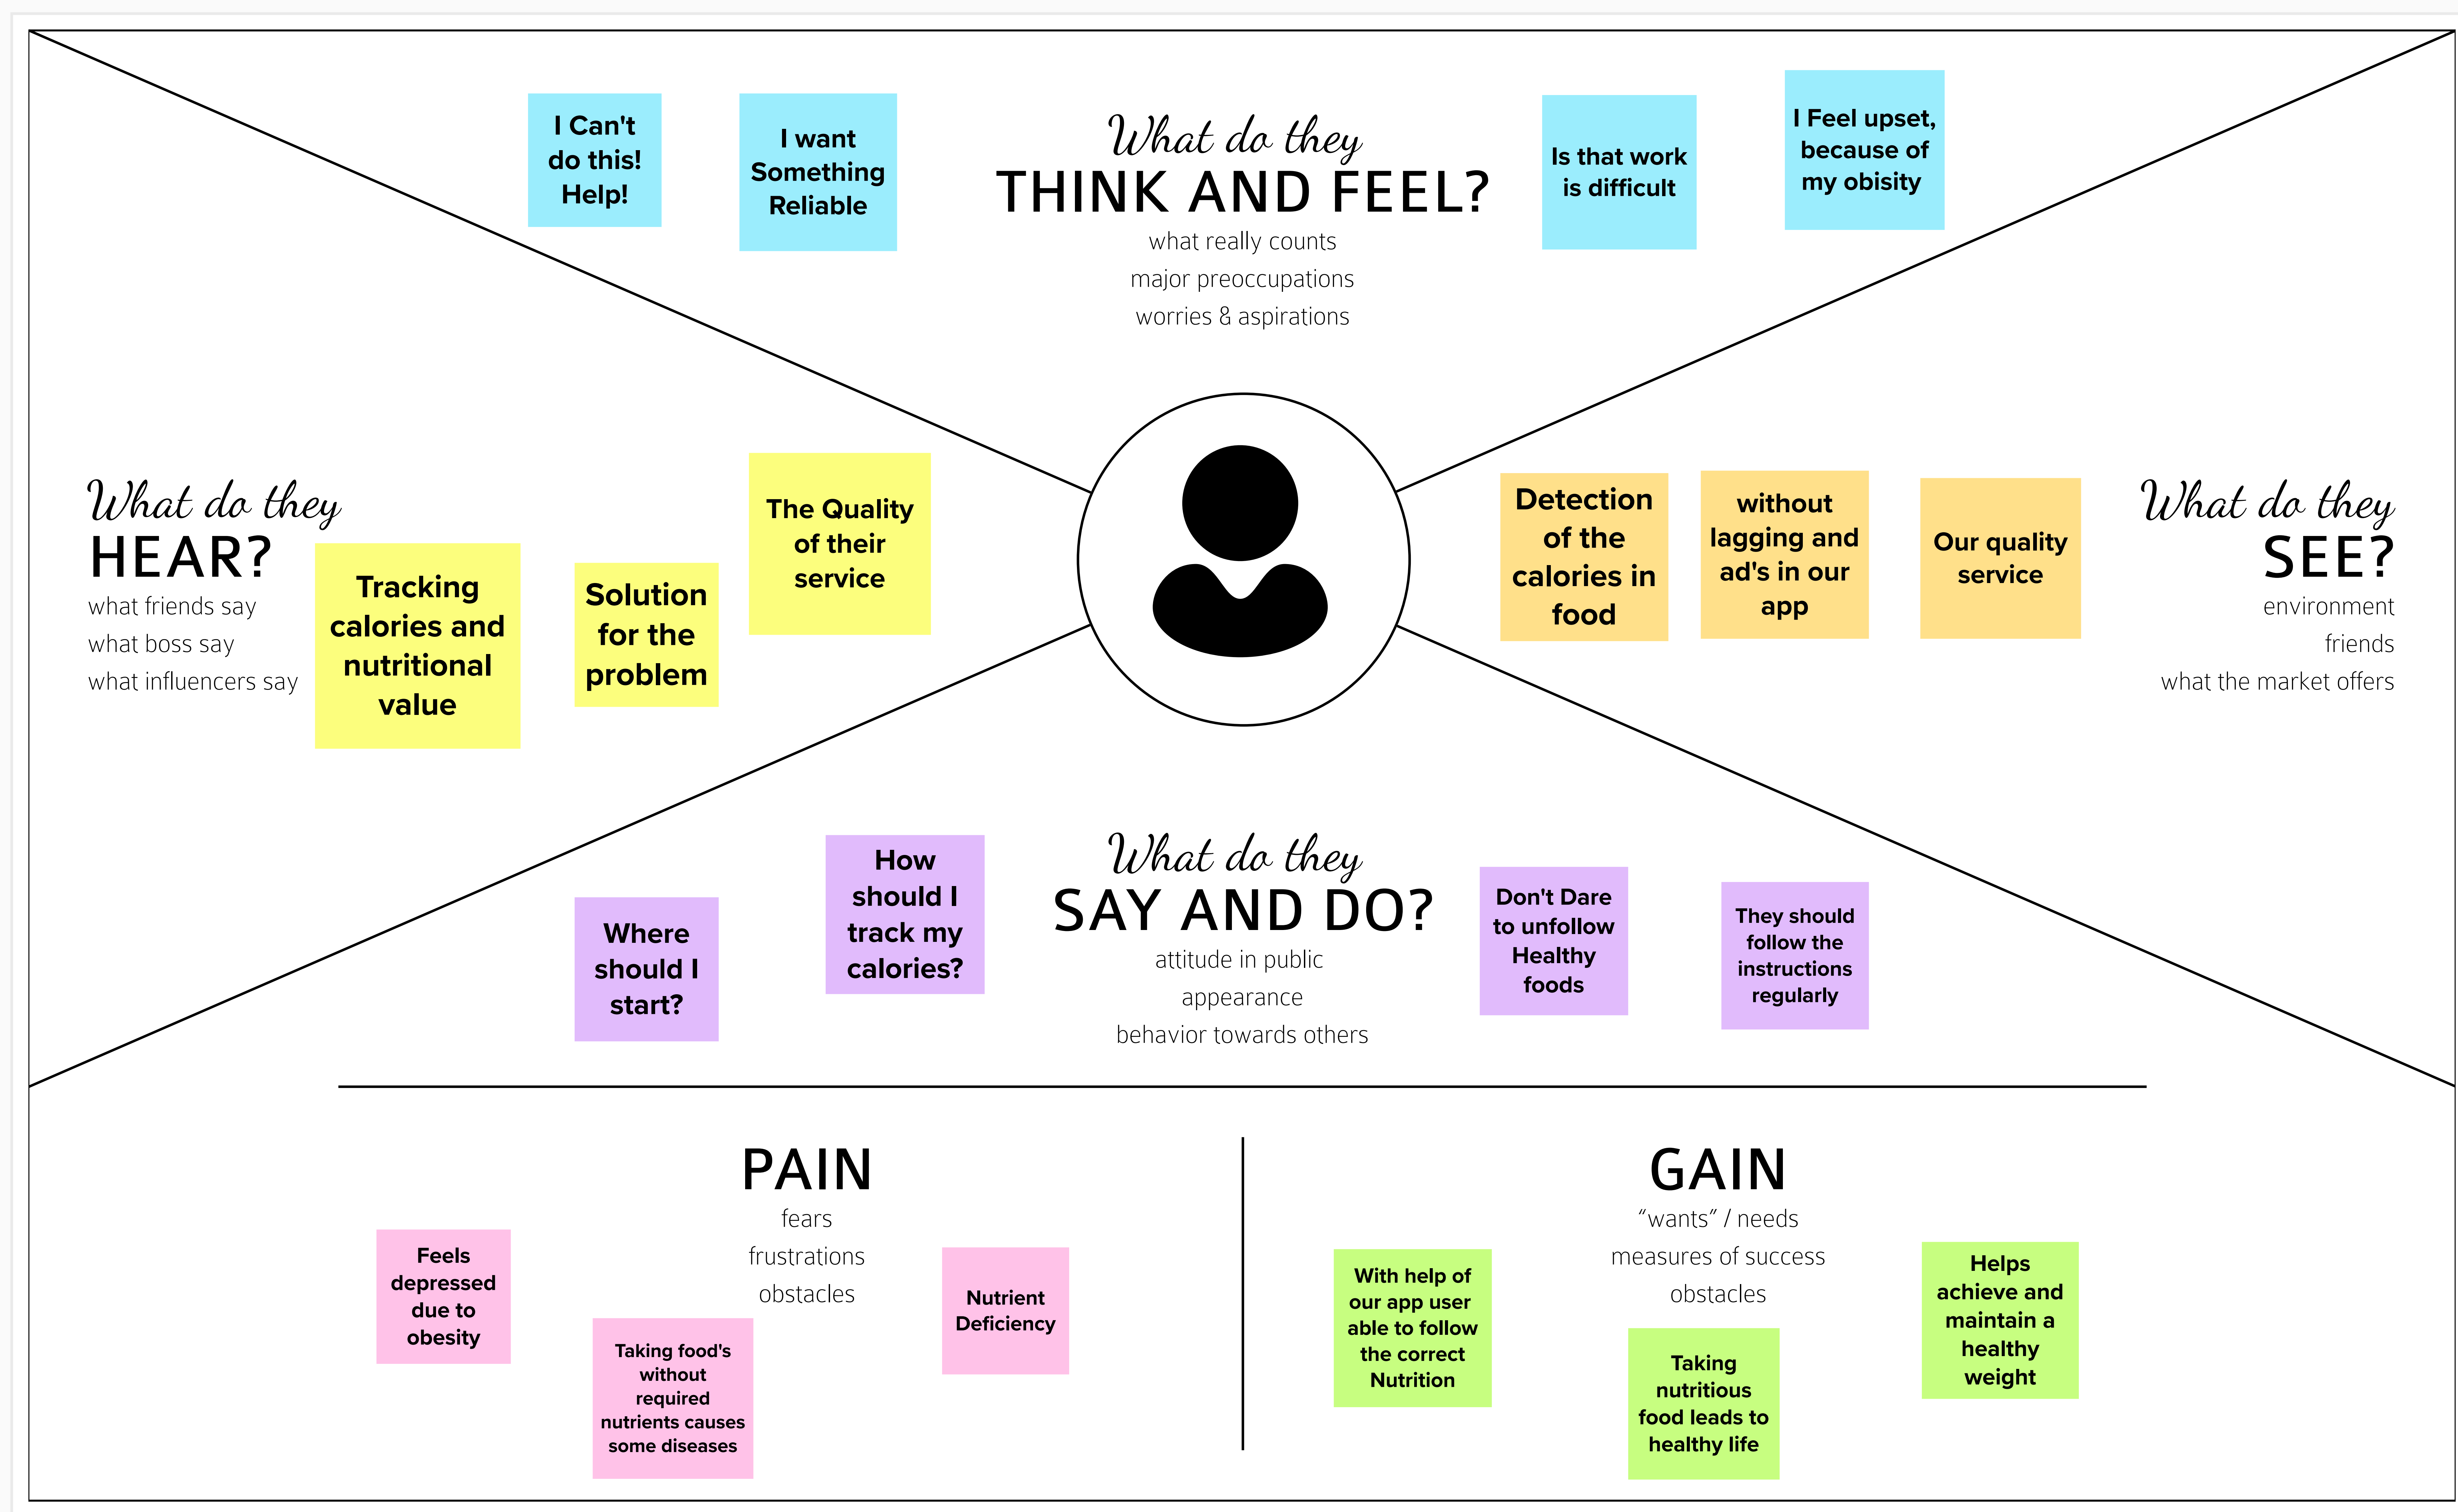 I Can't
do this!
Help!
I want
Something
Reliable
What do they
THINK AND FEEL?
what really counts
major preoccupations
worries & aspirations
Is that work
is difficult
I Feel upset,
because of
my obisity
What do they
HEAR?
what friends say
what boss say
what influencers say
Tracking
calories and
nutritional
value
Solution
for the
problem
The Quality
of their
service
Detection
of the
calories in
food
without
lagging and
ad's in our
app
Our quality
service
What do they
SEE?
environment
friends
what the market offers
Where
should I
start?
How
should I
track my
calories?
What do they
SAY AND DO?
attitude in public
appearance
behavior towards others
Don't Dare
to unfollow
Healthy
foods
They should
follow the
instructions
regularly
PAIN
fears
frustrations
obstacles
Feels
depressed
due to
obesity
Taking food's
without
required
nutrients causes
some diseases
Nutrient
Deficiency
GAIN
“wants” / needs
measures of success
obstacles
With help of
our app user
able to follow
the correct
Nutrition
Taking
nutritious
food leads to
healthy life
Helps
achieve and
maintain a
healthy
weight